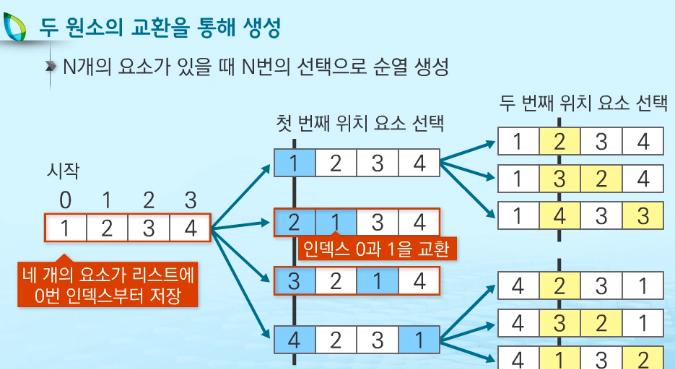 두 원소의 교환을 통해 생성
N개의 요소가 있을 때 N번의 선택으로 순열 생성
두 번째 위치 요소 선택
첫 번째 위치 요소 선택
시작
0 1 2 3
1 2 3 4
네 개의 요소가 리스트에
0번 인덱스부터 저장
1 2 3 4
2 1 3 4
인덱스 0과 1을 교환
3 2 1 4
4 2 3 1
1 2 3 4
1 3 2 4
1 4 3 3
4 2 3 1
4 3 2 1
4 1 3 2